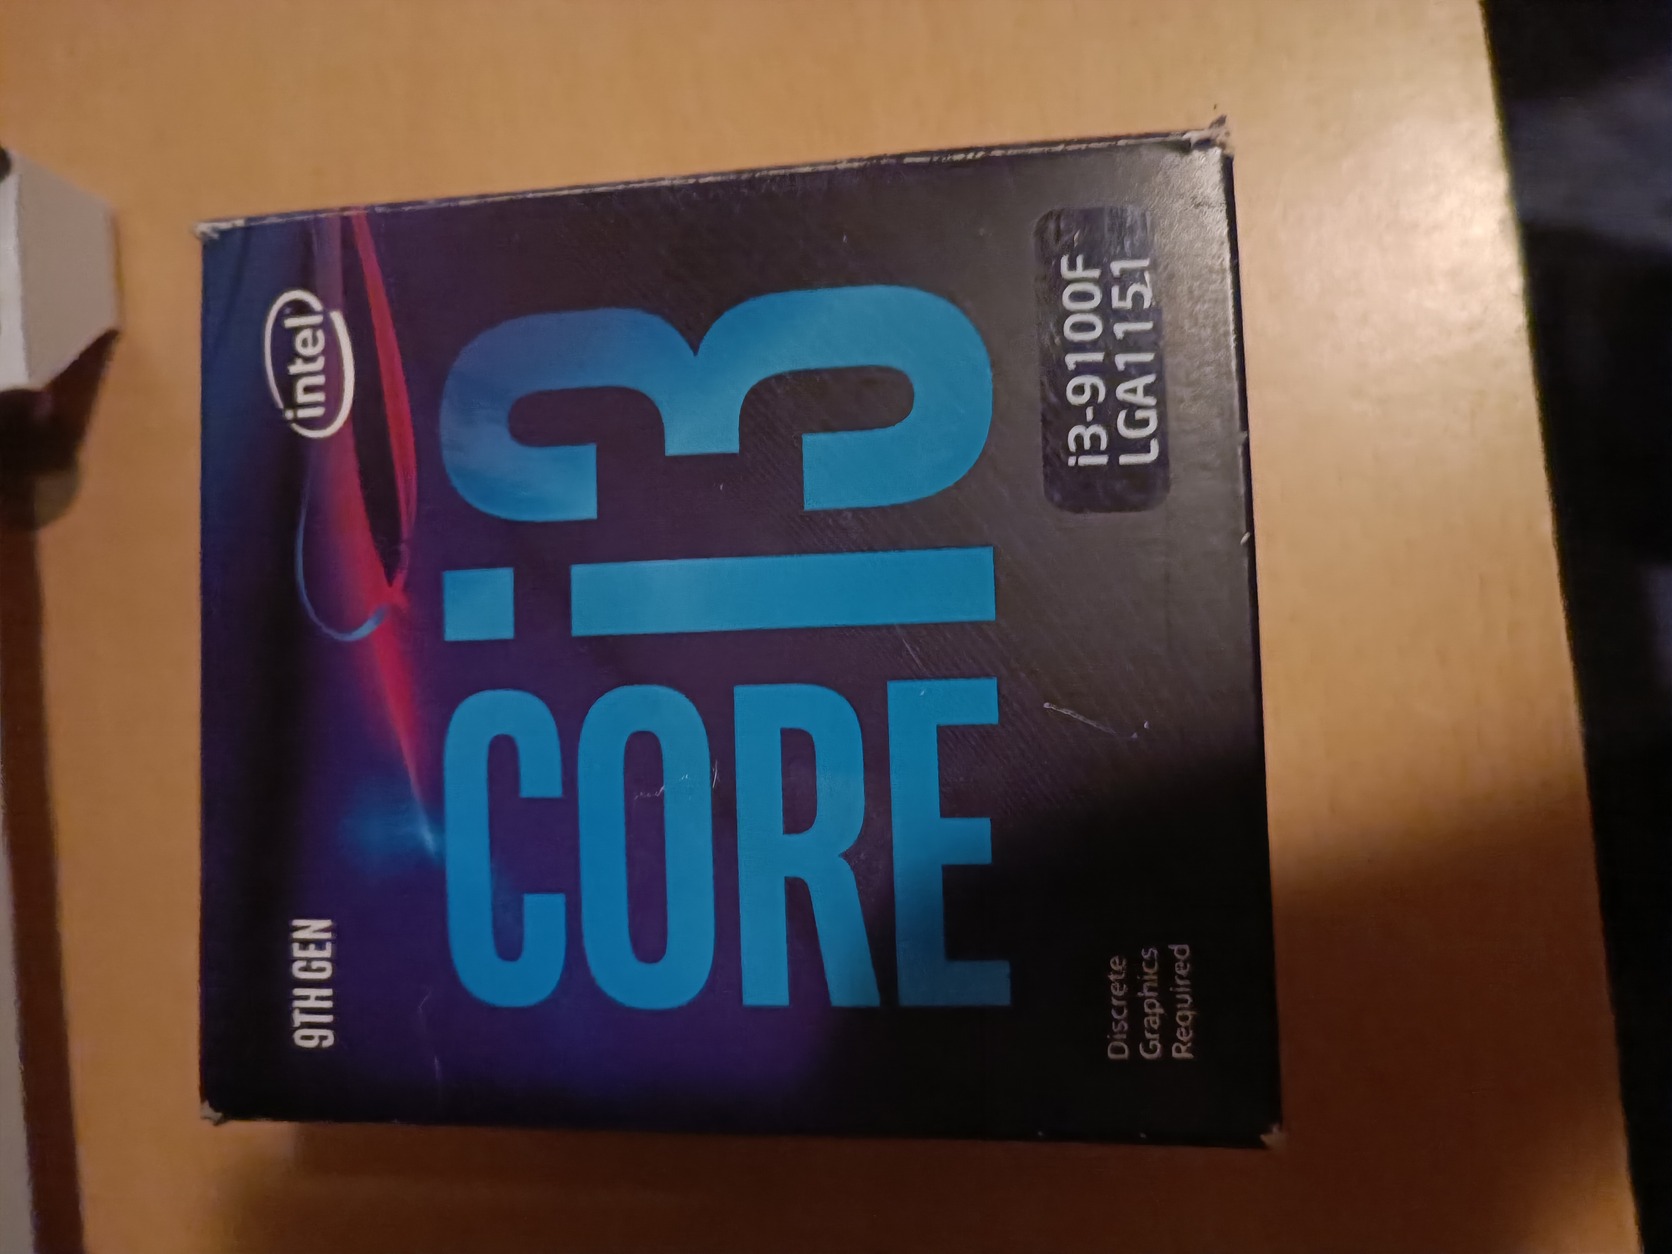 9TH GEN
intel
CORE i3
i3-9100F
LGA1151
Discrete
Graphics
Required